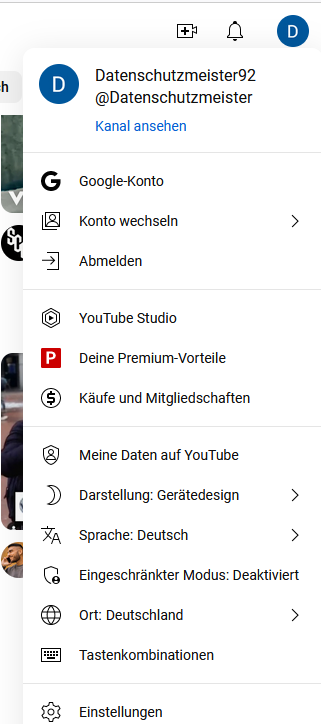 D
ch
D
Datenschutzmeister92
@Datenschutzmeister
Kanal ansehen
Google-Konto
Konto wechseln
Abmelden
YouTube Studio
Deine Premium-Vorteile
Käufe und Mitgliedschaften
Meine Daten auf YouTube
Darstellung: Gerätedesign
Sprache: Deutsch
Eingeschränkter Modus: Deaktiviert
Ort: Deutschland
Tastenkombinationen
Einstellungen